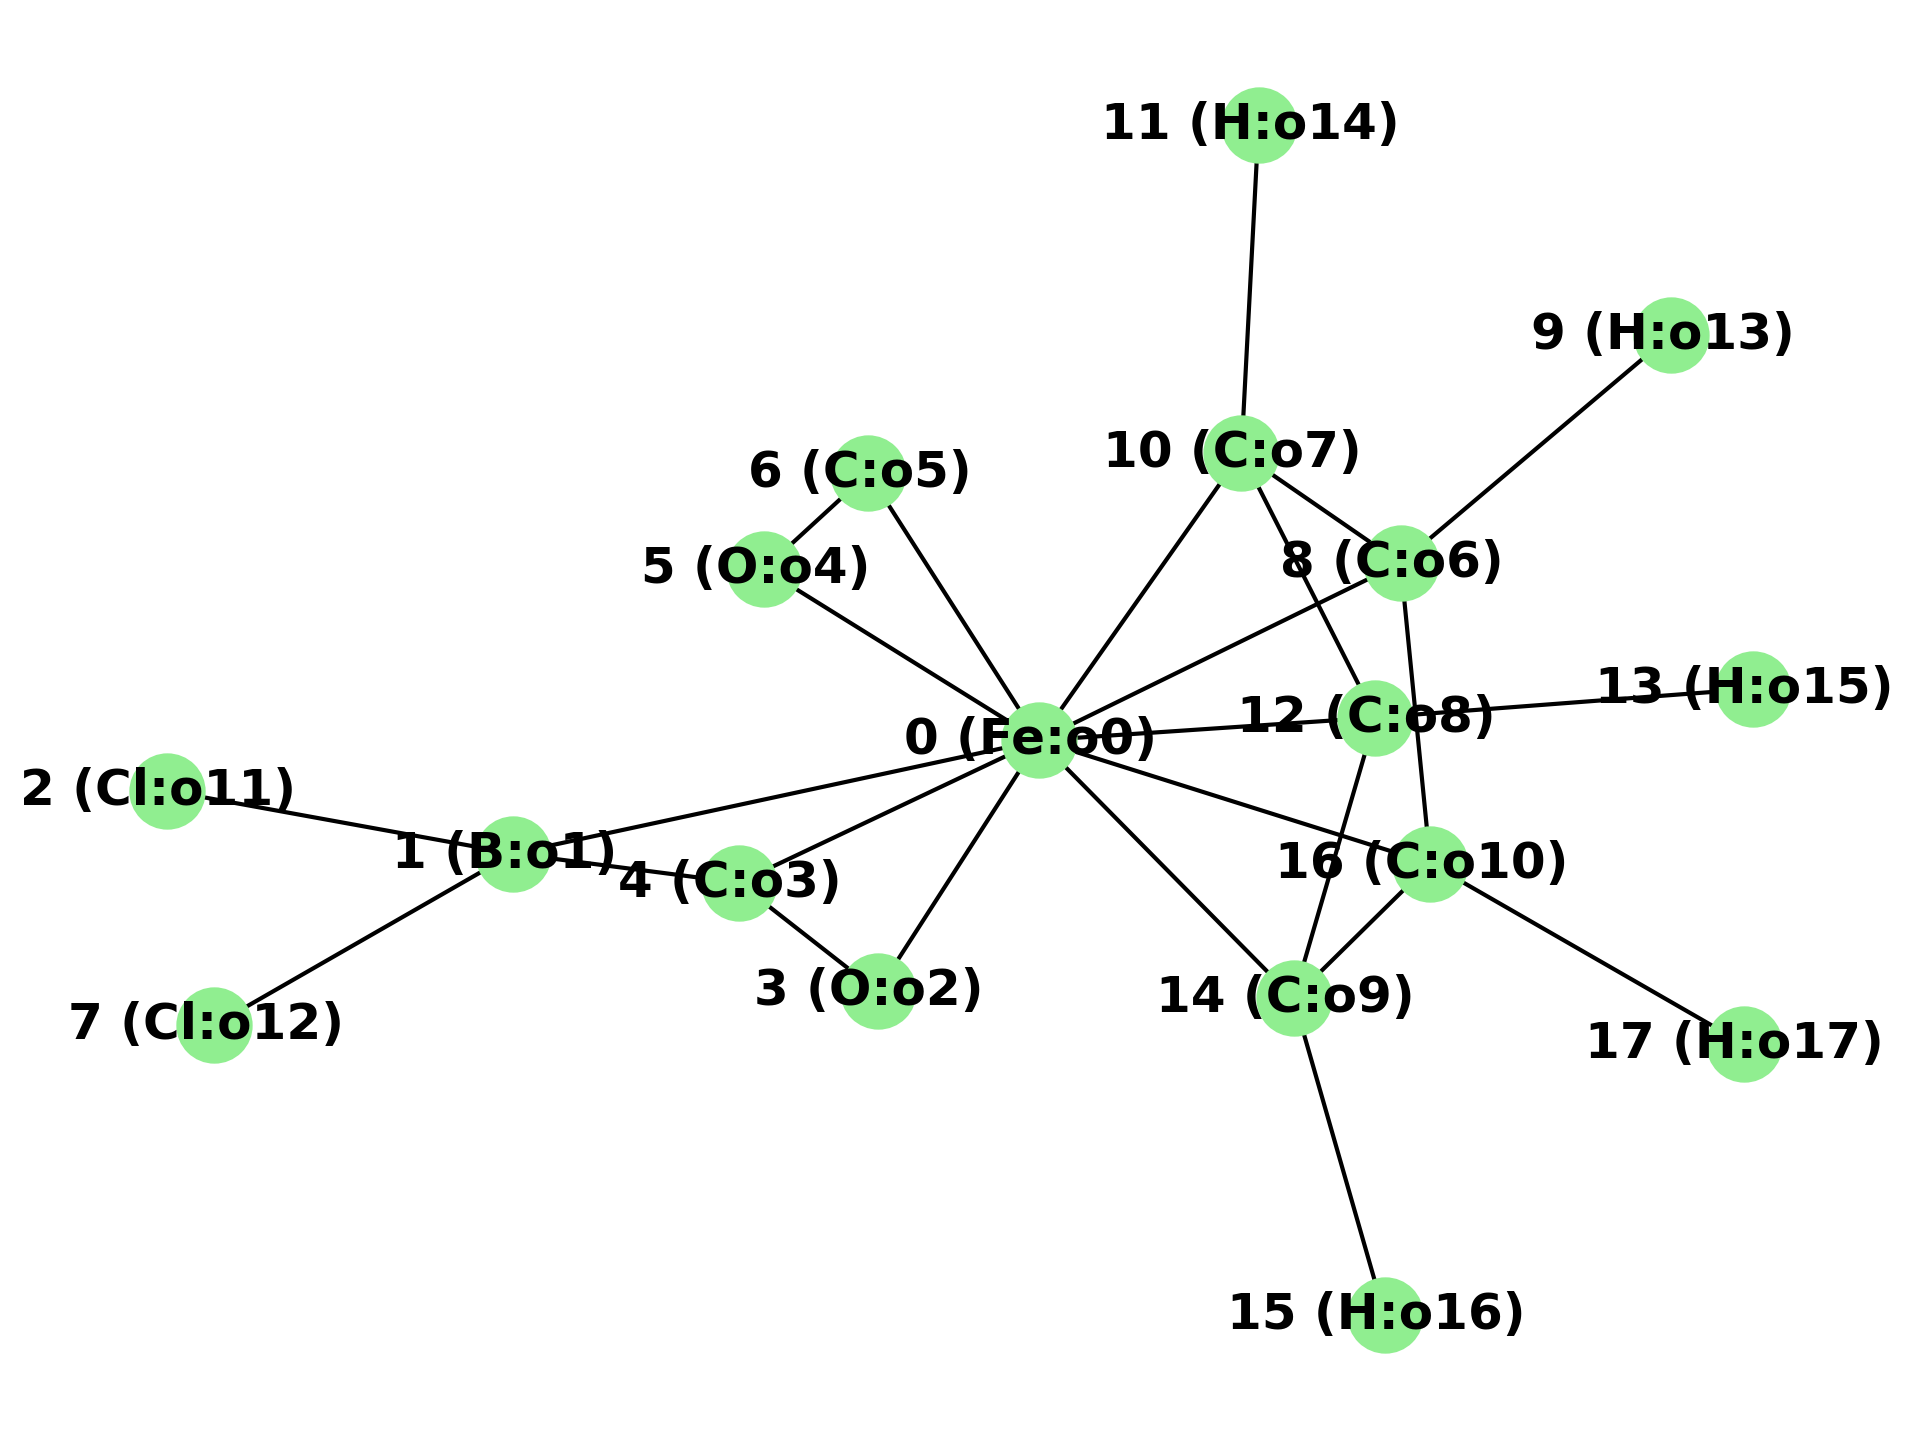 11 (H:o14)
9 (H:o13)
10 (C:o7)
6 (C:o5)
8 (C:o6)
5 (O:o4)
13 (H:o15)
12 (C:o8)
0 (Fe:o0)
2 (Cl:o11)
1 (B:o1)
16 (C:o10)
4 (C:o3)
3 (O:o2)
14 (C:o9)
7 (Cl:o12)
17 (H:o17)
15 (H:o16)